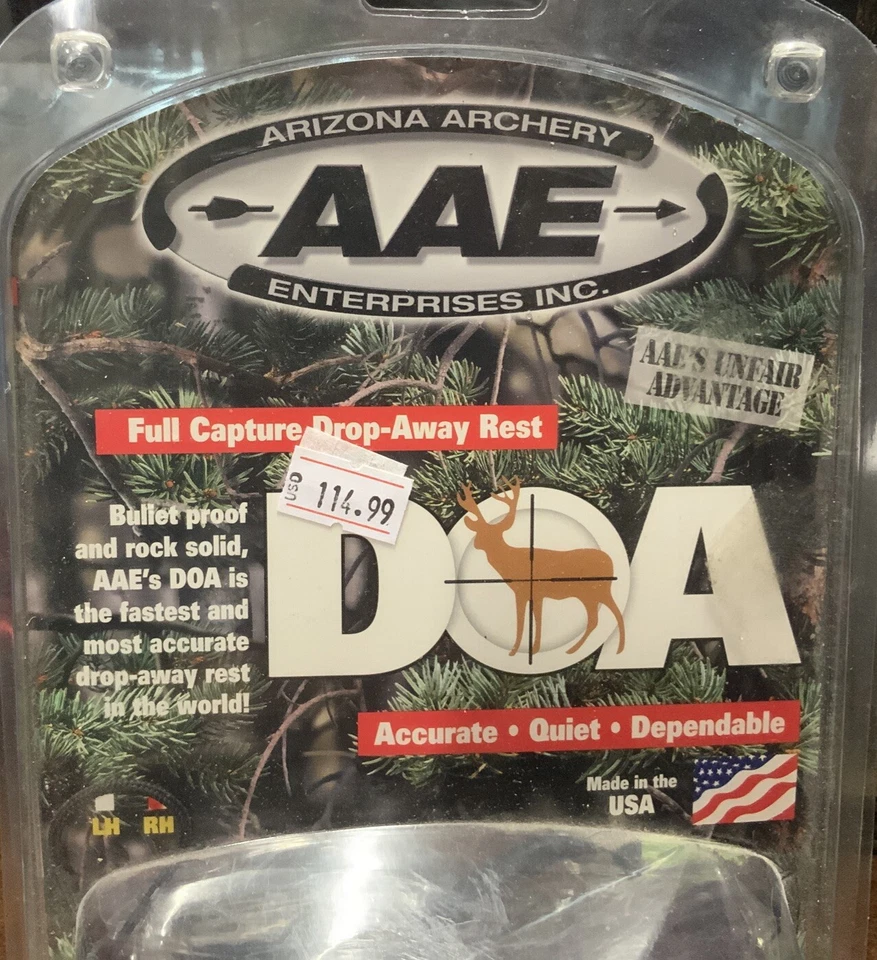 ARIZONA ARCHERY
AAE
ENTERPRISES INC.
AAE'S UNFAIR
ADVANTAGE
Full Capture Drop-Away Rest
USD 114.99
Bullet proof
and rock solid,
AAE's DOA is
the fastest and
most accurate
drop-away rest
in the world!
DOA
Accurate • Quiet • Dependable
Made in the
USA
LH RH